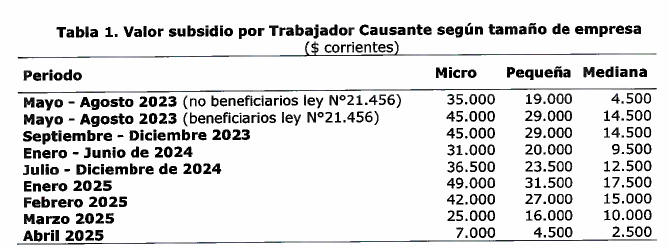 Tabla 1. Valor subsidio por Trabajador Causante según tamaño de empresa
($ corrientes)
Periodo Micro Pequeña Mediana
Mayo - Agosto 2023 (no beneficiarios ley N°21.456) 35.000 19.000 4.500
Mayo - Agosto 2023 (beneficiarios ley N°21.456) 45.000 29.000 14.500
Septiembre - Diciembre 2023 45.000 29.000 14.500
Enero - Junio de 2024 31.000 20.000 9.500
Julio - Diciembre de 2024 36.500 23.500 12.500
Enero 2025 49.000 31.500 17.500
Febrero 2025 42.000 27.000 15.000
Marzo 2025 25.000 16.000 10.000
Abril 2025 7.000 4.500 2.500